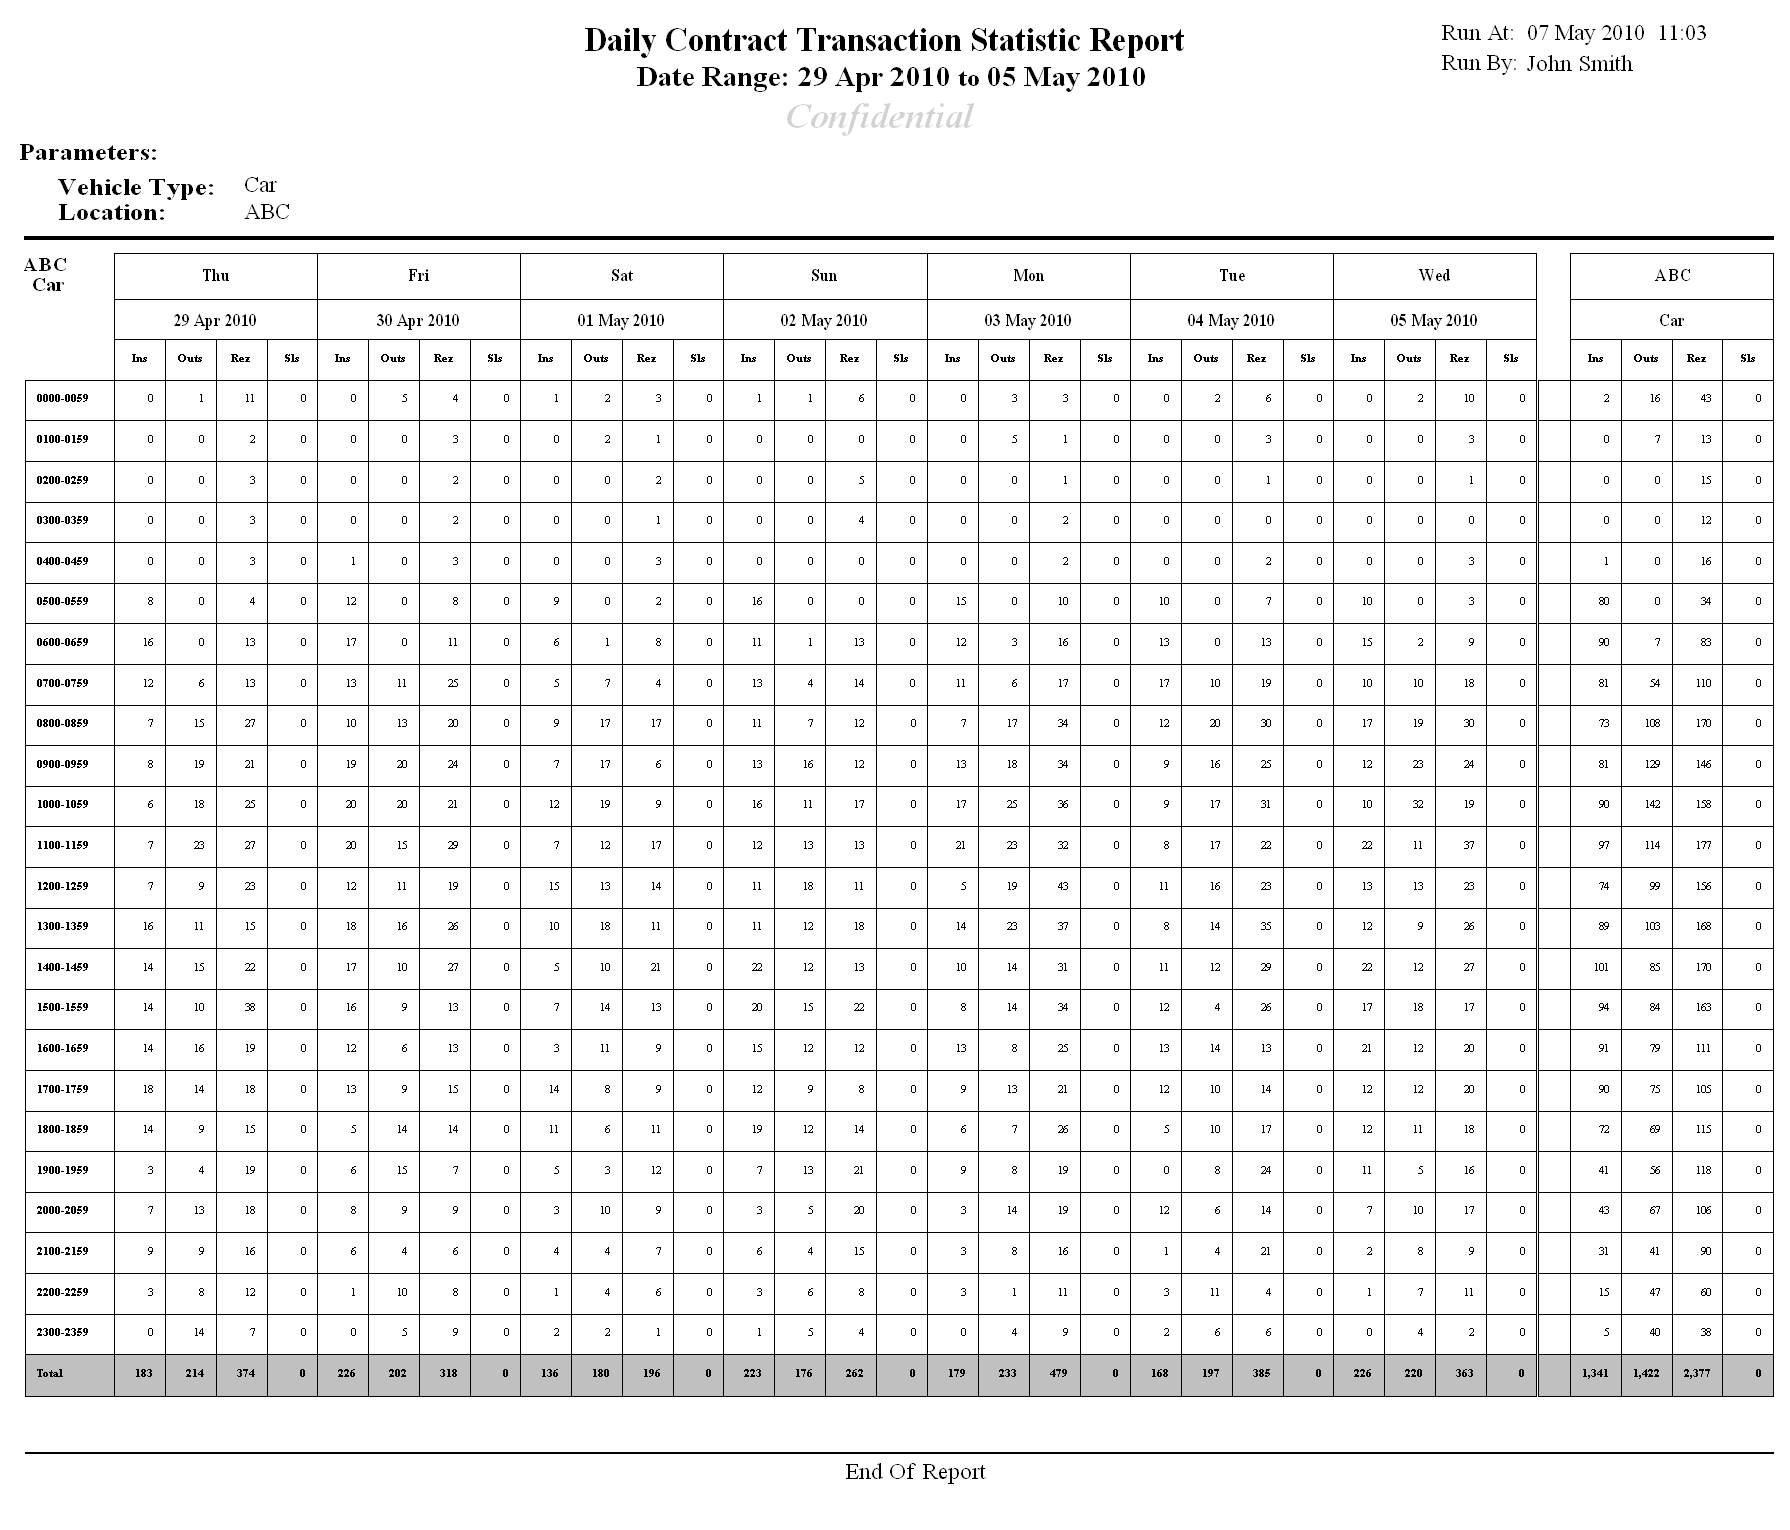 Daily Contract Transaction Statistic Report
Run At: 07 May 2010 11:03
Date Range: 29 Apr 2010 to 05 May 2010
Run By: John Smith
Confidential
Parameters:
Vehicle Type: Car
Location: ABC
ABC Thu Fri Sat Sun Mon Tue Wed ABC
Car
29 Apr 2010 30 Apr 2010 01 May 2010 02 May 2010 03 May 2010 04 May 2010 05 May 2010 Car
Ins Outs Rez Sls Ins Outs Rez Sls Ins Outs Rez Sls Ins Outs Rez Sls Ins Outs Rez Sls Ins Outs Rez Sls Ins Outs Rez Sls Ins Outs Rez Sls
0000-0059 0 1 11 0 0 5 4 0 1 2 3 0 1 1 6 0 0 3 3 0 0 2 6 0 0 2 10 0 2 16 43 0
0100-0159 0 0 2 0 0 0 3 0 0 2 1 0 0 0 0 0 0 5 1 0 0 0 3 0 0 0 3 0 0 7 13 0
0200-0259 0 0 3 0 0 0 2 0 0 0 2 0 0 0 5 0 0 0 1 0 0 0 1 0 0 0 1 0 0 0 15 0
0300-0359 0 0 3 0 0 0 2 0 0 0 1 0 0 0 4 0 0 0 2 0 0 0 0 0 0 0 0 0 0 0 12 0
0400-0459 0 0 3 0 1 0 3 0 0 0 3 0 0 0 0 0 0 0 2 0 0 0 2 0 0 0 3 0 1 0 16 0
0500-0559 8 0 4 0 12 0 8 0 9 0 2 0 16 0 0 0 15 0 10 0 10 0 7 0 10 0 3 0 80 0 34 0
0600-0659 16 0 13 0 17 0 11 0 6 1 8 0 11 1 13 0 12 3 16 0 13 0 13 0 15 2 9 0 90 7 83 0
0700-0759 12 6 13 0 13 11 25 0 5 7 4 0 13 4 14 0 11 6 17 0 17 10 19 0 10 10 18 0 81 54 110 0
0800-0859 7 15 27 0 10 13 20 0 9 17 17 0 11 7 12 0 7 17 34 0 12 20 30 0 17 19 30 0 73 108 170 0
0900-0959 8 19 21 0 19 20 24 0 7 17 6 0 13 16 12 0 13 18 34 0 9 16 25 0 12 23 24 0 81 129 146 0
1000-1059 6 18 25 0 20 20 21 0 12 19 9 0 16 11 17 0 17 25 36 0 9 17 31 0 10 32 19 0 90 142 158 0
1100-1159 7 23 27 0 20 15 29 0 7 12 17 0 12 13 13 0 21 23 32 0 8 17 22 0 22 11 37 0 97 114 177 0
1200-1259 7 9 23 0 12 11 19 0 15 13 14 0 11 18 11 0 5 19 43 0 11 16 23 0 13 13 23 0 74 99 156 0
1300-1359 16 11 15 0 18 16 26 0 10 18 11 0 11 12 18 0 14 23 37 0 8 14 35 0 12 9 26 0 89 103 168 0
1400-1459 14 15 22 0 17 10 27 0 5 10 21 0 22 12 13 0 10 14 31 0 11 12 29 0 22 12 27 0 101 85 170 0
1500-1559 14 10 38 0 16 9 13 0 7 14 13 0 20 15 22 0 8 14 34 0 12 4 26 0 17 18 17 0 94 84 163 0
1600-1659 14 16 19 0 12 6 13 0 3 11 9 0 15 12 12 0 13 8 25 0 13 14 13 0 21 12 20 0 91 79 111 0
1700-1759 18 14 18 0 13 9 15 0 14 8 9 0 12 9 8 0 9 13 21 0 12 10 14 0 12 12 20 0 90 75 105 0
1800-1859 14 9 15 0 5 14 14 0 11 6 11 0 19 12 14 0 6 7 26 0 5 10 17 0 12 11 18 0 72 69 115 0
1900-1959 3 4 19 0 6 15 7 0 5 3 12 0 7 13 21 0 9 8 19 0 0 8 24 0 11 5 16 0 41 56 118 0
2000-2059 7 13 18 0 8 9 9 0 3 10 9 0 3 5 20 0 3 14 19 0 12 6 14 0 7 10 17 0 43 67 106 0
2100-2159 9 9 16 0 6 4 6 0 4 4 7 0 6 4 15 0 3 8 16 0 1 4 21 0 2 8 9 0 31 41 90 0
2200-2259 3 8 12 0 1 10 8 0 1 4 6 0 3 6 8 0 3 1 11 0 3 11 4 0 1 7 11 0 15 47 60 0
2300-2359 0 14 7 0 0 5 9 0 2 2 1 0 1 5 4 0 0 4 9 0 2 6 6 0 0 4 2 0 5 40 38 0
Total 183 214 374 0 226 202 318 0 136 180 196 0 223 176 262 0 179 233 479 0 168 197 385 0 226 220 363 0 1,341 1,422 2,377 0
End Of Report